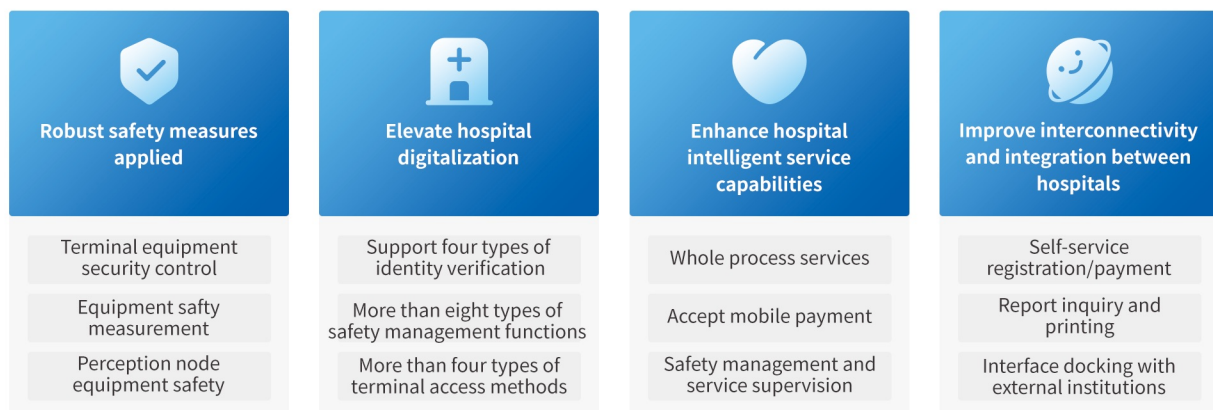 Robust safety measures
applied
Terminal equipment
security control
Equipment safty
measurement
Perception node
equipment safety
Elevate hospital
digitalization
Support four types of
identity verification
More than eight types of
safety management functions
More than four types of
terminal access methods
Enhance hospital
intelligent service
capabilities
Whole process services
Accept mobile payment
Safety management and
service supervision
Improve interconnectivity
and integration between
hospitals
Self-service
registration/payment
Report inquiry and
printing
Interface docking with
external institutions